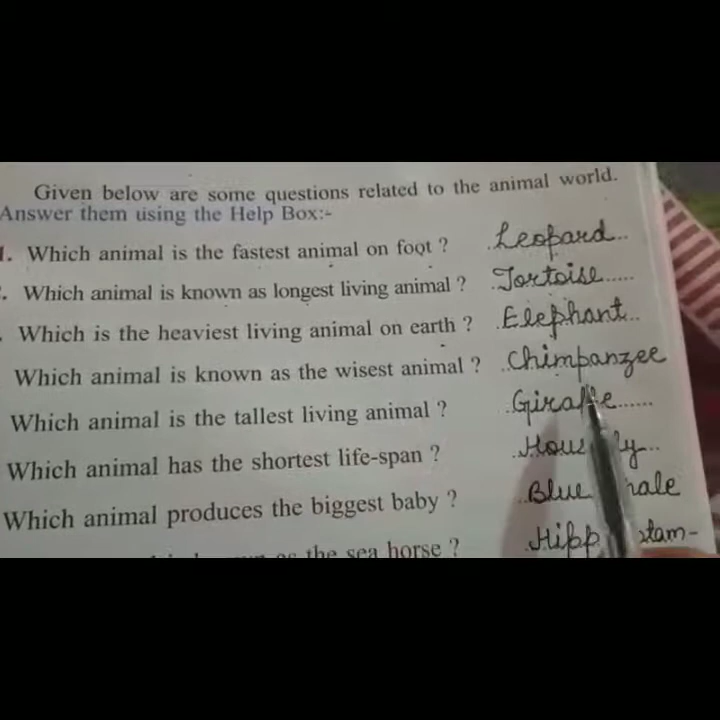 Given below are some questions related to the animal world.
Answer them using the Help Box:-
1. Which animal is the fastest animal on foot ? Leopard
. Which animal is known as longest living animal ? Tortoise
. Which is the heaviest living animal on earth ? Elephant
Which animal is known as the wisest animal ? Chimpanzee
Which animal is the tallest living animal ? Giraffe
Which animal has the shortest life-span ?
Which animal produces the biggest baby ? Blue
the sea horse ?